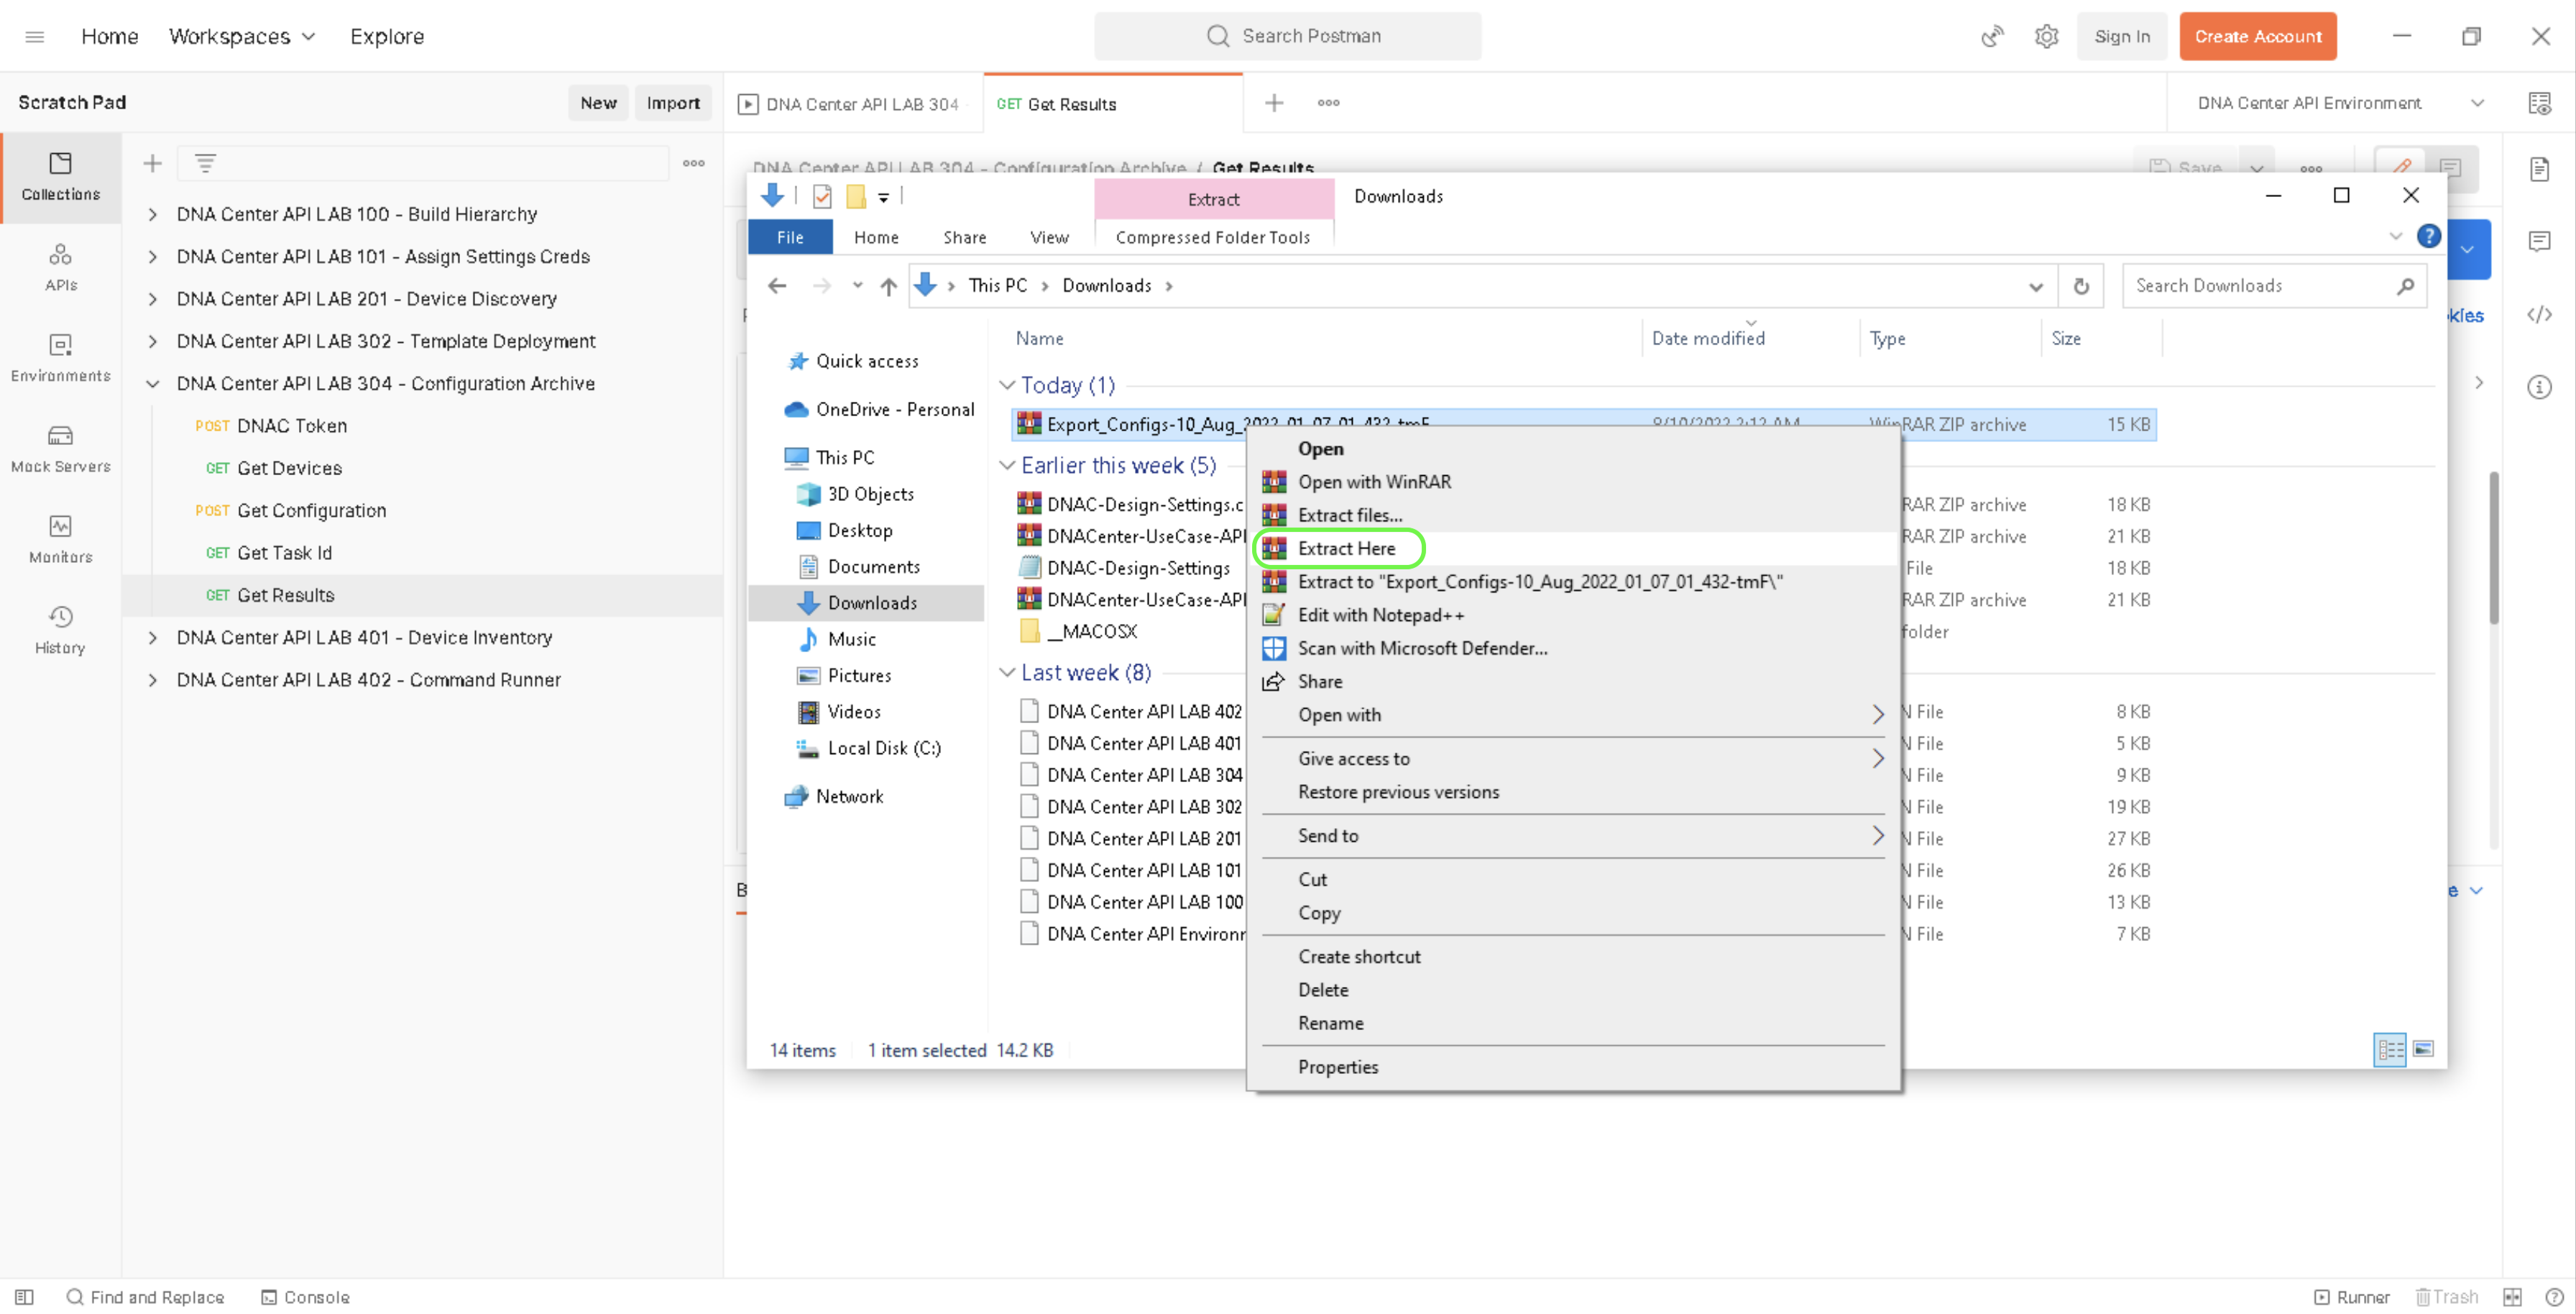 Home Workspaces Explore Search Postman Sign In Create Account
Scratch Pad New Import DNA Center API LAB 304 GET Get Results DNA Center API Environment
DNA Center API LAB 304 - Configuration Archive / Get Results Save
Collections
APIs
Environments
Mock Servers
Monitors
History
DNA Center API LAB 100 - Build Hierarchy
DNA Center API LAB 101 - Assign Settings Creds
DNA Center API LAB 201 - Device Discovery
DNA Center API LAB 302 - Template Deployment
DNA Center API LAB 304 - Configuration Archive
POST DNAC Token
GET Get Devices
POST Get Configuration
GET Get Task Id
GET Get Results
DNA Center API LAB 401 - Device Inventory
DNA Center API LAB 402 - Command Runner
Extract Downloads
File Home Share View Compressed Folder Tools
This PC Downloads Search Downloads
kies
Quick access
OneDrive - Personal
This PC
3D Objects
Desktop
Documents
Downloads
Music
Pictures
Videos
Local Disk (C:)
Network
Name Date modified Type Size
Today (1)
Export_Configs-10_Aug_2022_01_07_01_432-tmF 8/10/2022 2:12 AM WinRAR ZIP archive 15 KB
Earlier this week (5)
DNAC-Design-Settings.c RAR ZIP archive 18 KB
DNACenter-UseCase-API RAR ZIP archive 21 KB
DNAC-Design-Settings File 18 KB
DNACenter-UseCase-API RAR ZIP archive 21 KB
__MACOSX folder
Last week (8)
DNA Center API LAB 402 N File 8 KB
DNA Center API LAB 401 N File 5 KB
DNA Center API LAB 304 N File 9 KB
DNA Center API LAB 302 N File 19 KB
DNA Center API LAB 201 N File 27 KB
DNA Center API LAB 101 N File 26 KB
DNA Center API LAB 100 N File 13 KB
DNA Center API Environm N File 7 KB
Open
Open with WinRAR
Extract files...
Extract Here
Extract to "Export_Configs-10_Aug_2022_01_07_01_432-tmF\"
Edit with Notepad++
Scan with Microsoft Defender...
Share
Open with
Give access to
Restore previous versions
Send to
Cut
Copy
Create shortcut
Delete
Rename
Properties
B e
14 items 1 item selected 14.2 KB
Find and Replace Console Runner Trash